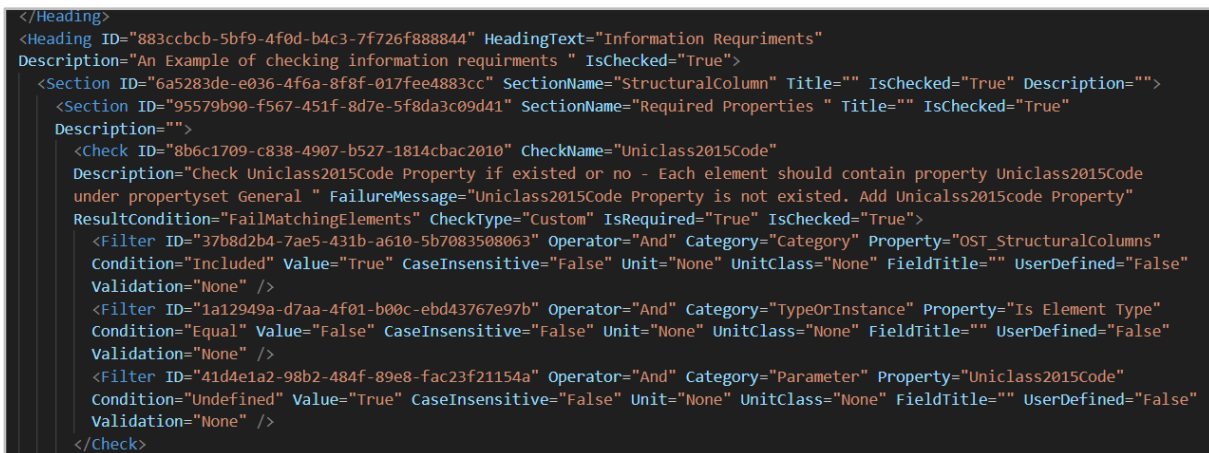 </Heading>
<Heading ID="883ccbcb-5bf9-4f0d-b4c3-7f726f888844" HeadingText="Information Requriments"
Description="An Example of checking information requirments " IsChecked="True">
<Section ID="6a5283de-e036-4f6a-8f8f-017fee4883cc" SectionName="StructuralColumn" Title="" IsChecked="True" Description="">
<Section ID="95579b90-f567-451f-8d7e-5f8da3c09d41" SectionName="Required Properties " Title="" IsChecked="True"
Description="">
<Check ID="8b6c1709-c838-4907-b527-1814cbac2010" CheckName="Uniclass2015Code"
Description="Check Uniclass2015Code Property if existed or no - Each element should contain property Uniclass2015Code
under propertyset General " FailureMessage="Uniclass2015Code Property is not existed. Add Unicalss2015code Property"
ResultCondition="FailMatchingElements" CheckType="Custom" IsRequired="True" IsChecked="True">
<Filter ID="37b8d2b4-7ae5-431b-a610-5b7083508063" Operator="And" Category="Category" Property="OST_StructuralColumns"
Condition="Included" Value="True" CaseInsensitive="False" Unit="None" UnitClass="None" FieldTitle="" UserDefined="False"
Validation="None" />
<Filter ID="1a12949a-d7aa-4f01-b00c-ebd43767e97b" Operator="And" Category="TypeOrInstance" Property="Is Element Type"
Condition="Equal" Value="False" CaseInsensitive="False" Unit="None" UnitClass="None" FieldTitle="" UserDefined="False"
Validation="None" />
<Filter ID="41d4e1a2-98b2-484f-89e8-fac23f21154a" Operator="And" Category="Parameter" Property="Uniclass2015Code"
Condition="Undefined" Value="True" CaseInsensitive="False" Unit="None" UnitClass="None" FieldTitle="" UserDefined="False"
Validation="None" />
</Check>